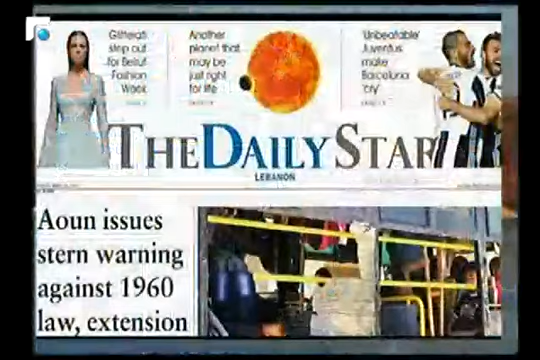 Glitterati
step out
for Beirut
Fashion
Week
Another
planet that
may be
just right
for life
'Unbeatable'
Juventus
make
Barcelona
'cry'
THE DAILY STAR
LEBANON
Aoun issues
stern warning
against 1960
law, extension